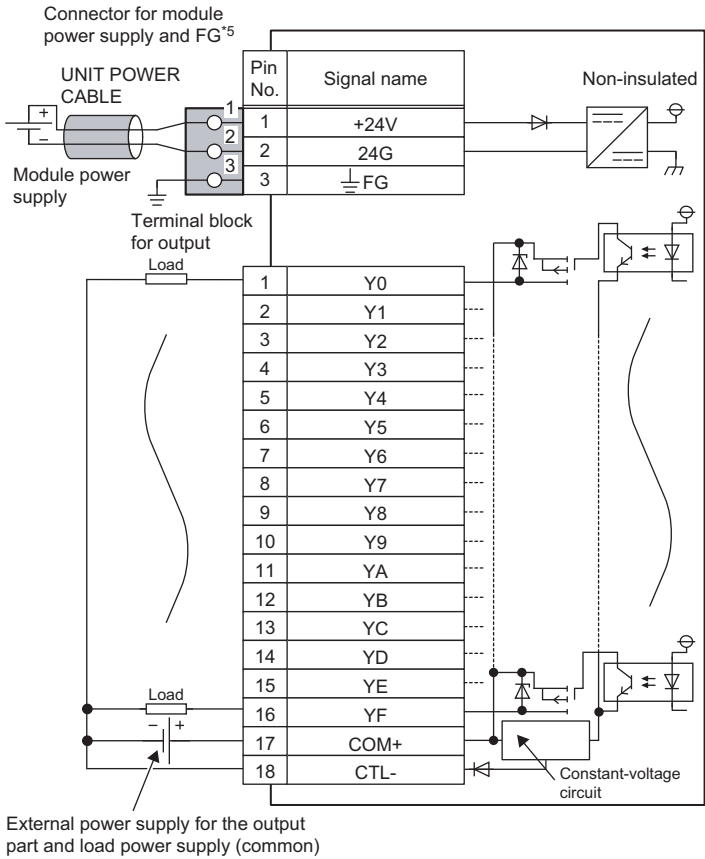 Connector for module
power supply and FG*5
UNIT POWER
CABLE
Pin
No.
Signal name
Non-insulated
+
–
1
2
3
1 +24V
2 24G
3 FG
Module power
supply
Terminal block
for output
Load
1 Y0
2 Y1
3 Y2
4 Y3
5 Y4
6 Y5
7 Y6
8 Y7
9 Y8
10 Y9
11 YA
12 YB
13 YC
14 YD
15 YE
Load
16 YF
– +
17 COM+
18 CTL-
Constant-voltage
circuit
External power supply for the output
part and load power supply (common)